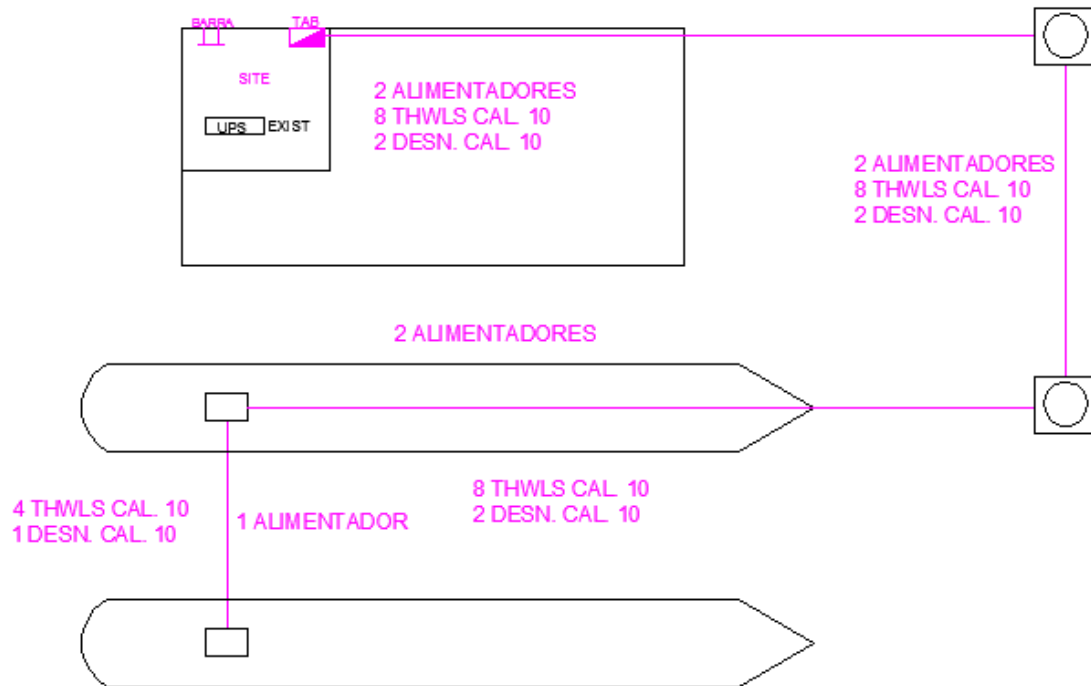 BARRA
TAB
SITE
UPS EXIST
2 ALIMENTADORES
8 THWLS CAL. 10
2 DESN. CAL. 10
2 ALIMENTADORES
8 THWLS CAL. 10
2 DESN. CAL. 10
2 ALIMENTADORES
8 THWLS CAL. 10
2 DESN. CAL. 10
4 THWLS CAL. 10
1 DESN. CAL. 10
1 ALIMENTADOR